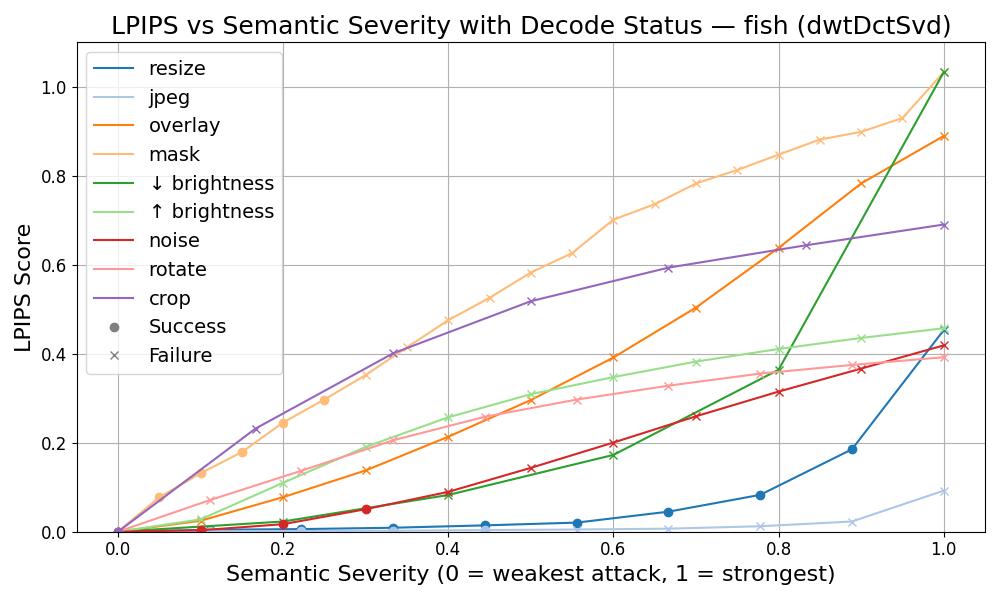 LPIPS vs Semantic Severity with Decode Status — fish (dwtDctSvd)
resize
jpeg
overlay
mask
↓ brightness
↑ brightness
noise
rotate
crop
Success
Failure
LPIPS Score
1.0
0.8
0.6
0.4
0.2
0.0
0.0 0.2 0.4 0.6 0.8 1.0
Semantic Severity (0 = weakest attack, 1 = strongest)